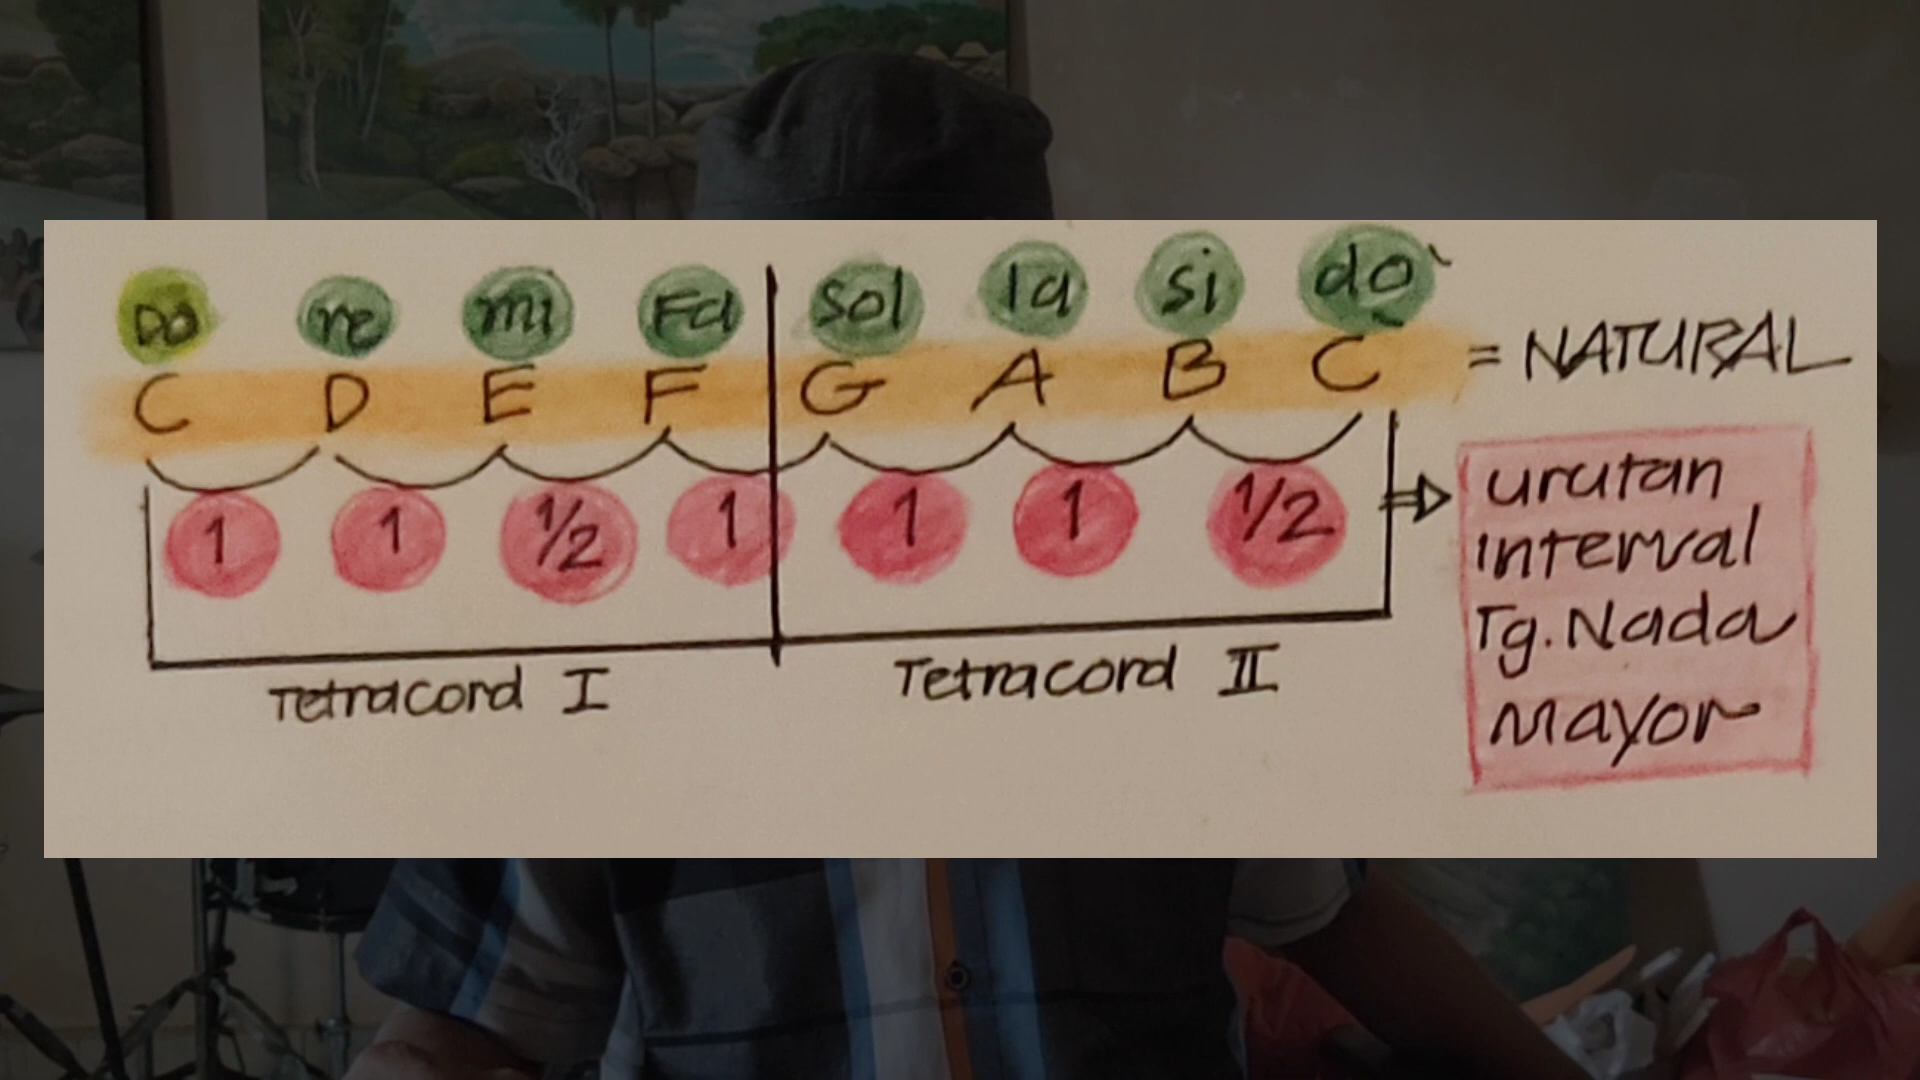 Do re mi Fa sol la si do`
C D E F G A B C = NATURAL
1 1 1/2 1 1 1 1/2
Tetracord I Tetracord II
urutan
interval
Tg. Nada
mayor